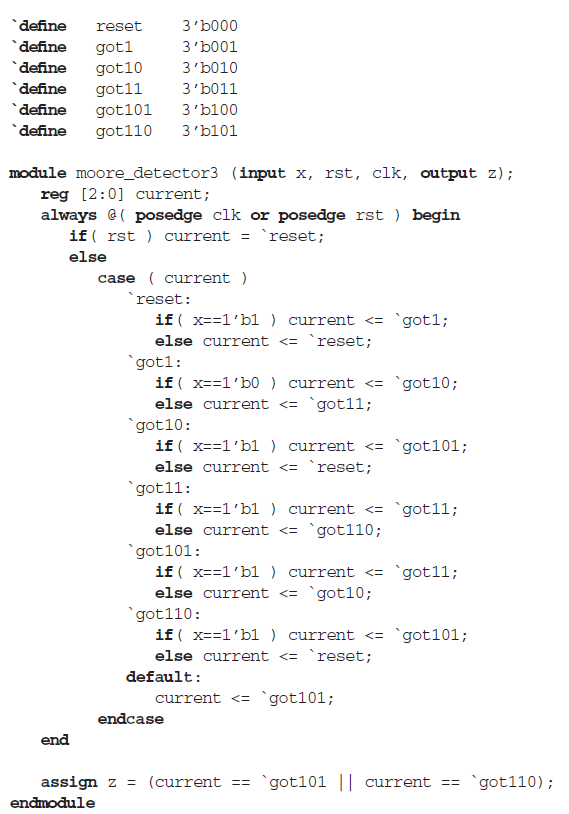 `define   reset    3'b000
`define   got1     3'b001
`define   got10    3'b010
`define   got11    3'b011
`define   got101   3'b100
`define   got110   3'b101

module moore_detector3 (input x, rst, clk, output z);
   reg [2:0] current;
   always @( posedge clk or posedge rst ) begin
      if( rst ) current = `reset;
      else
         case ( current )
            `reset:
               if( x==1'b1 ) current <= `got1;
               else current <= `reset;
            `got1:
               if( x==1'b0 ) current <= `got10;
               else current <= `got11;
            `got10:
               if( x==1'b1 ) current <= `got101;
               else current <= `reset;
            `got11:
               if( x==1'b1 ) current <= `got11;
               else current <= `got110;
            `got101:
               if( x==1'b1 ) current <= `got11;
               else current <= `got10;
            `got110:
               if( x==1'b1 ) current <= `got101;
               else current <= `reset;
            default:
               current <= `got101;
         endcase
   end

   assign z = (current == `got101 || current == `got110);
endmodule